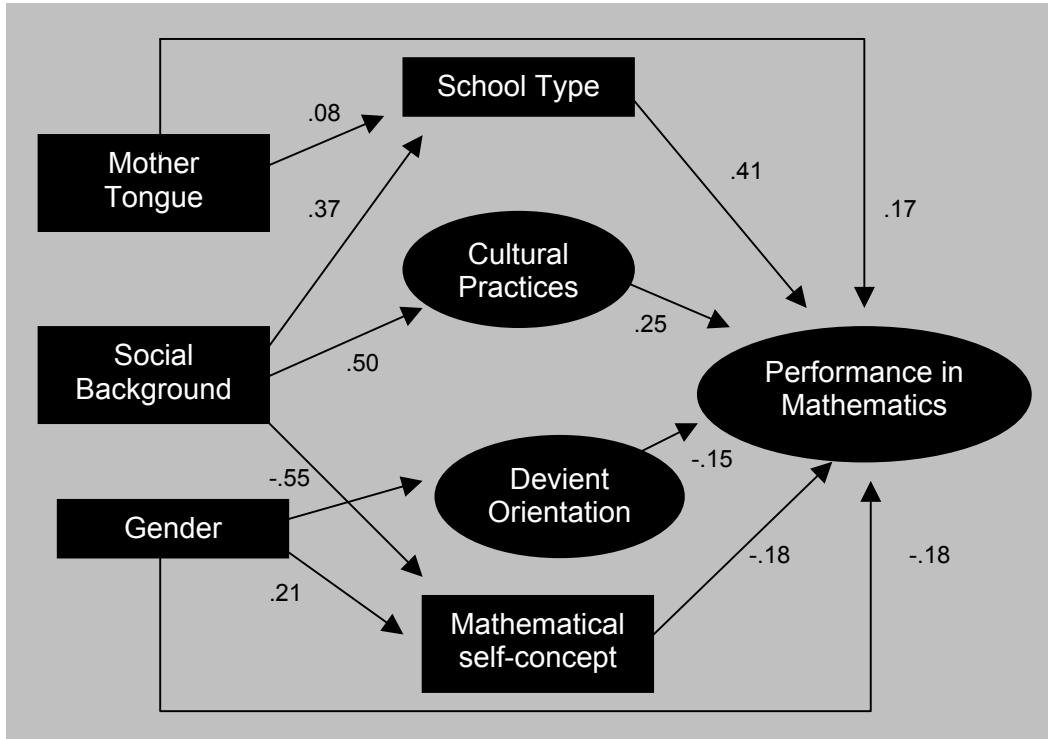 School Type
.08
Mother
Tongue
.37
.41
.17
Cultural
Practices
.25
Social
Background
.50
Performance in
Mathematics
-.55
Devient
Orientation
-.15
Gender
.21
-.18
-.18
Mathematical
self-concept